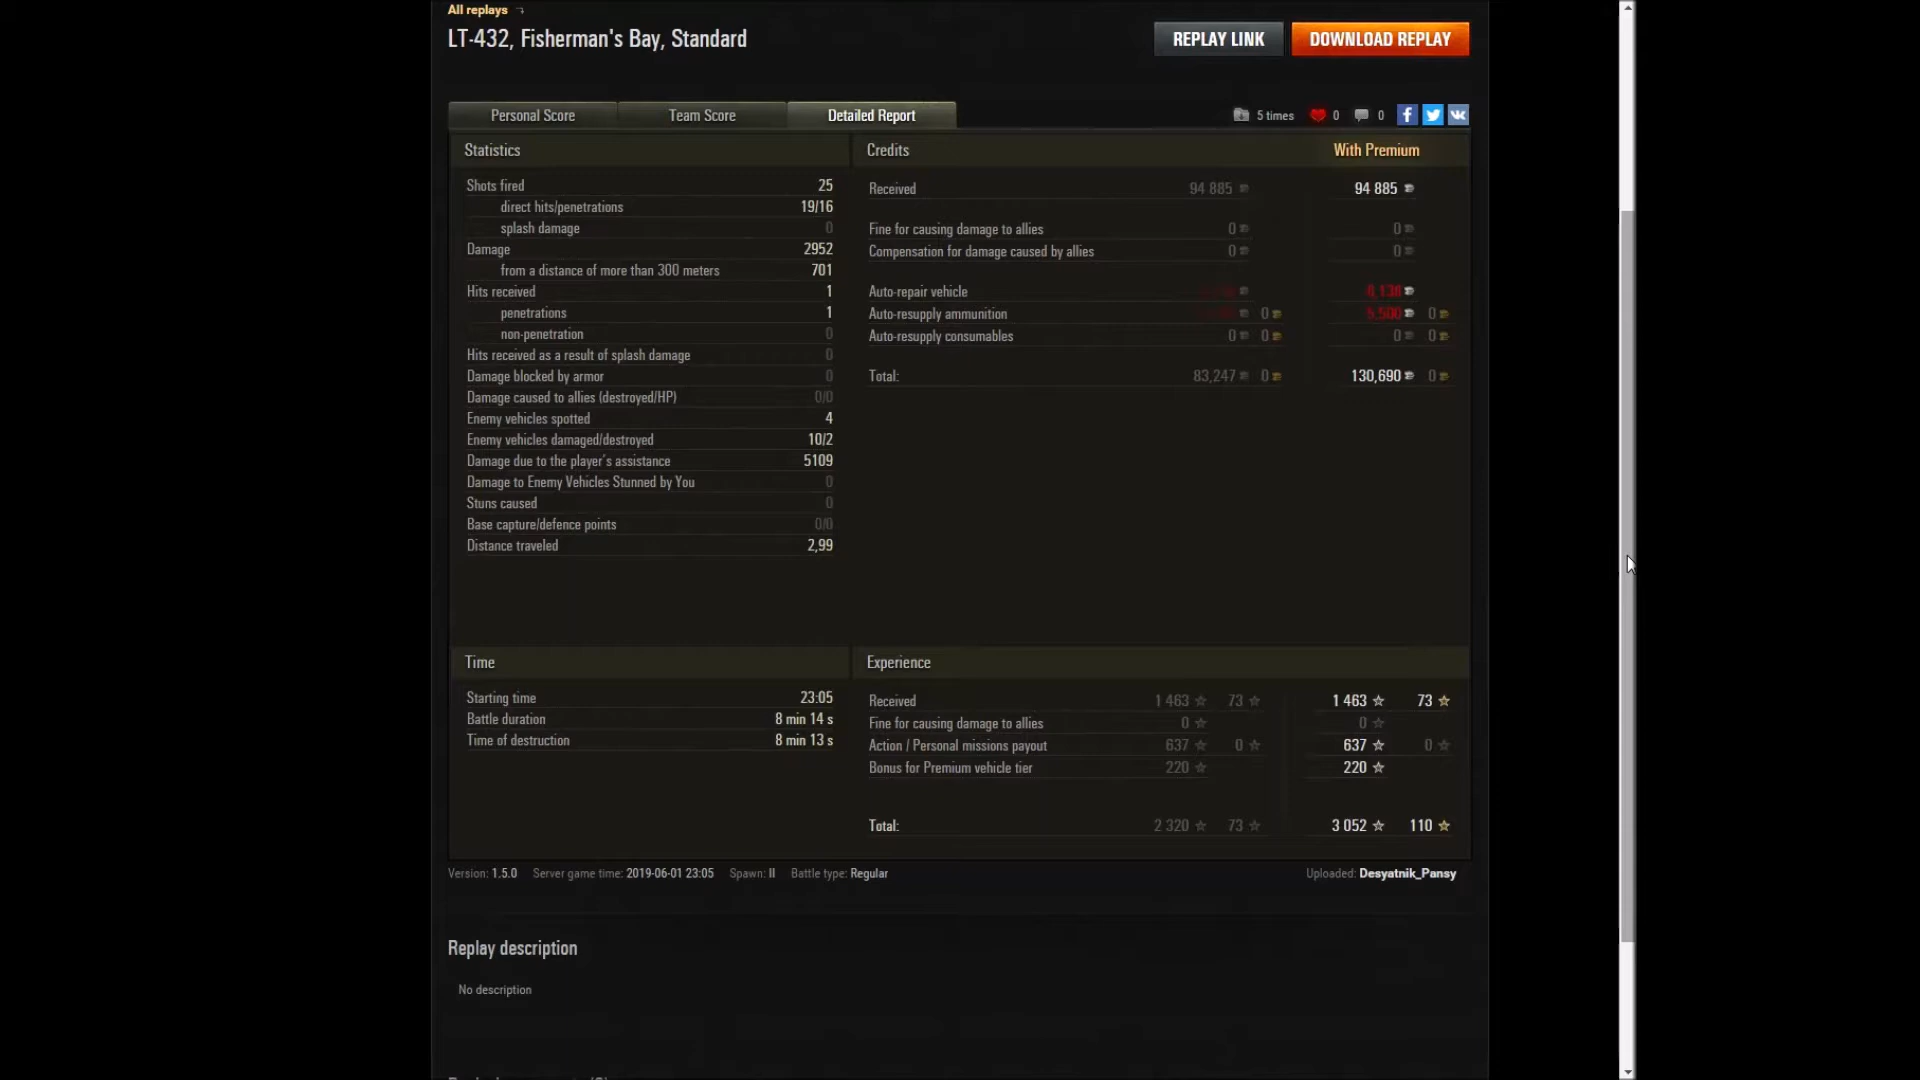 All replays
LT-432, Fisherman's Bay, Standard
REPLAY LINK
DOWNLOAD REPLAY
Personal Score
Team Score
Detailed Report
5 times 0 0
Statistics
Shots fired 25
direct hits/penetrations 19/16
splash damage 0
Damage 2952
from a distance of more than 300 meters 701
Hits received 1
penetrations 1
non-penetration 0
Hits received as a result of splash damage 0
Damage blocked by armor 0
Damage caused to allies (destroyed/HP) 0/0
Enemy vehicles spotted 4
Enemy vehicles damaged/destroyed 10/2
Damage due to the player's assistance 5109
Damage to Enemy Vehicles Stunned by You 0
Stuns caused 0
Base capture/defence points 0/0
Distance traveled 2,99
Credits With Premium
Received 94 885 94 885
Fine for causing damage to allies 0 0
Compensation for damage caused by allies 0 0
Auto-repair vehicle 6,138
Auto-resupply ammunition 0 5,500 0
Auto-resupply consumables 0 0 0 0
Total: 83,247 0 130,690 0
Time
Starting time 23:05
Battle duration 8 min 14 s
Time of destruction 8 min 13 s
Experience
Received 1 463 73 1 463 73
Fine for causing damage to allies 0 0
Action / Personal missions payout 637 0 637 0
Bonus for Premium vehicle tier 220 220
Total: 2 320 73 3 052 110
Version: 1.5.0 Server game time: 2019-06-01 23:05 Spawn: II Battle type: Regular
Uploaded: Desyatnik_Pansy
Replay description
No description